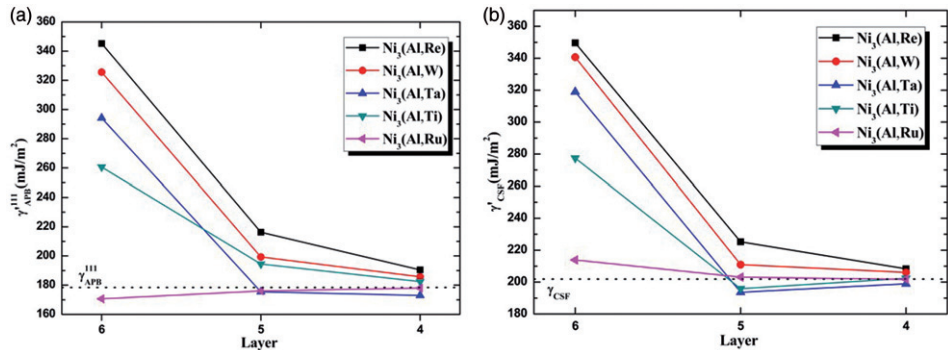 (a)
360
340
320
300
280
260
240
220
200
180
160
γ'¹¹¹APB(mJ/m²)
Ni₃(Al,Re)
Ni₃(Al,W)
Ni₃(Al,Ta)
Ni₃(Al,Ti)
Ni₃(Al,Ru)
γ¹¹¹APB
6 5 4
Layer
(b)
360
340
320
300
280
260
240
220
200
180
γ'CSF(mJ/m²)
Ni₃(Al,Re)
Ni₃(Al,W)
Ni₃(Al,Ta)
Ni₃(Al,Ti)
Ni₃(Al,Ru)
γCSF
6 5 4
Layer